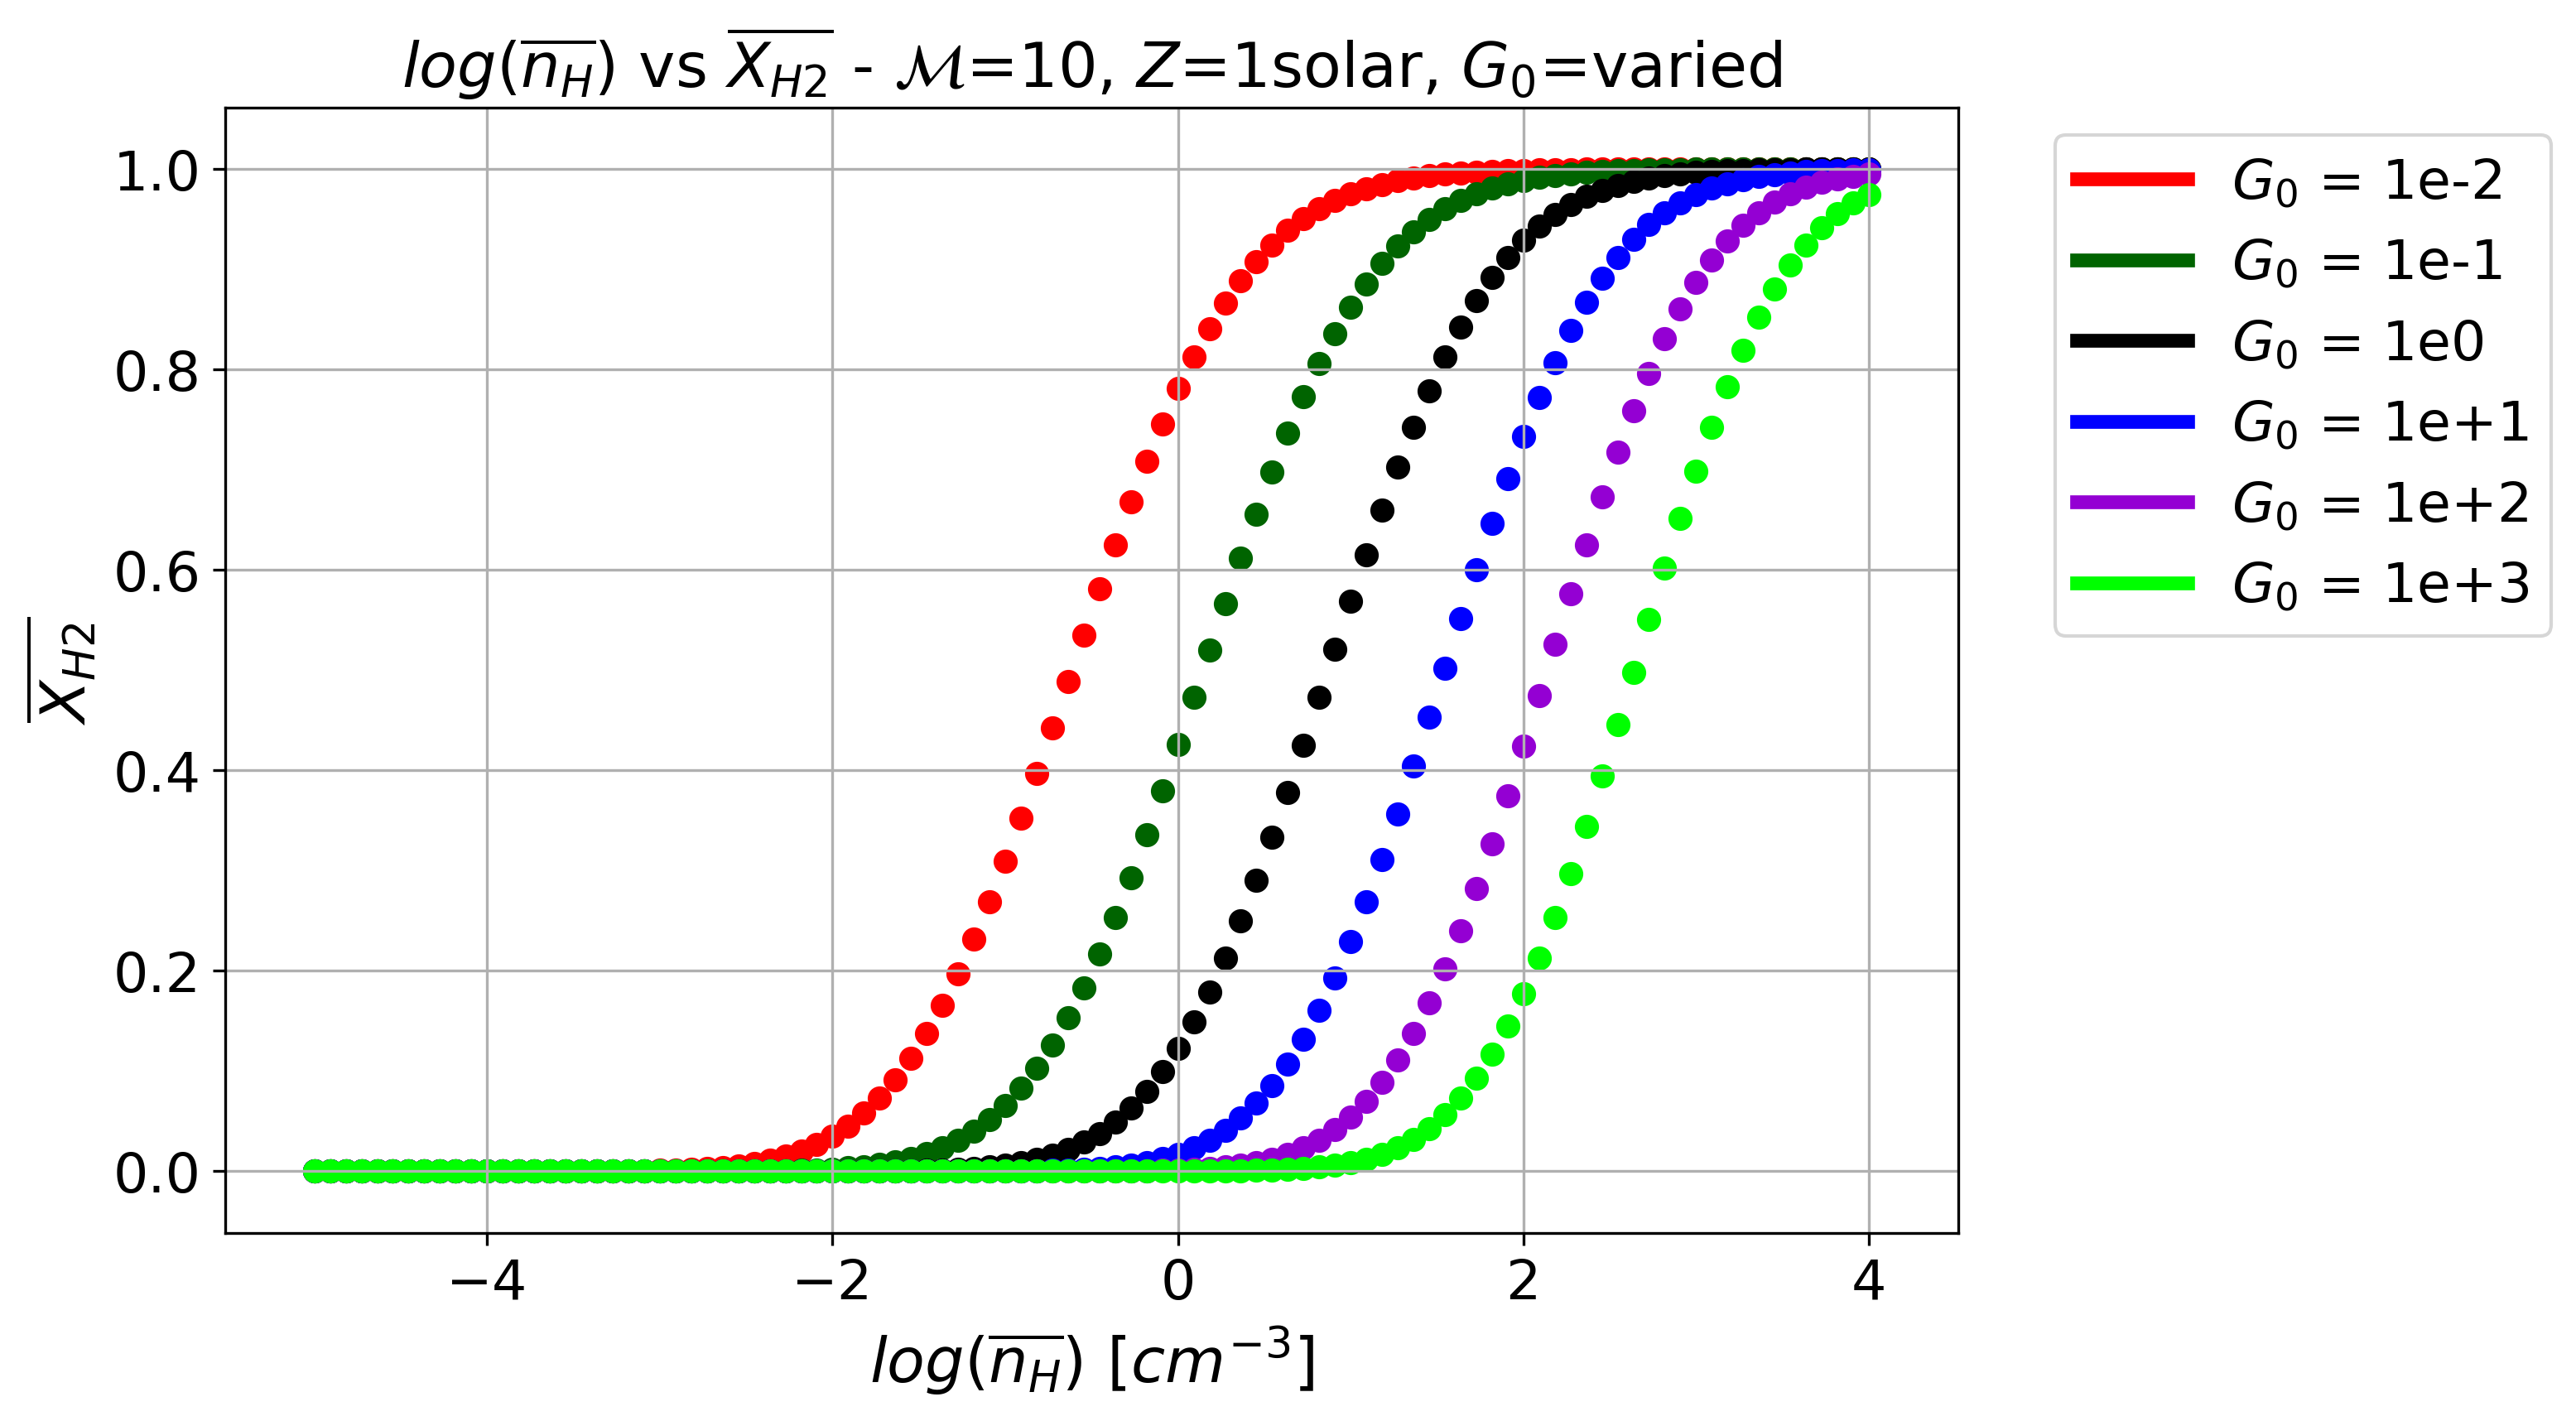 log(n_H) vs X_H2 - ℳ=10, Z=1solar, G_0=varied
1.0
0.8
0.6
0.4
0.2
0.0
X_H2
−4 −2 0 2 4
log(n_H) [cm^−3]
G_0 = 1e-2
G_0 = 1e-1
G_0 = 1e0
G_0 = 1e+1
G_0 = 1e+2
G_0 = 1e+3